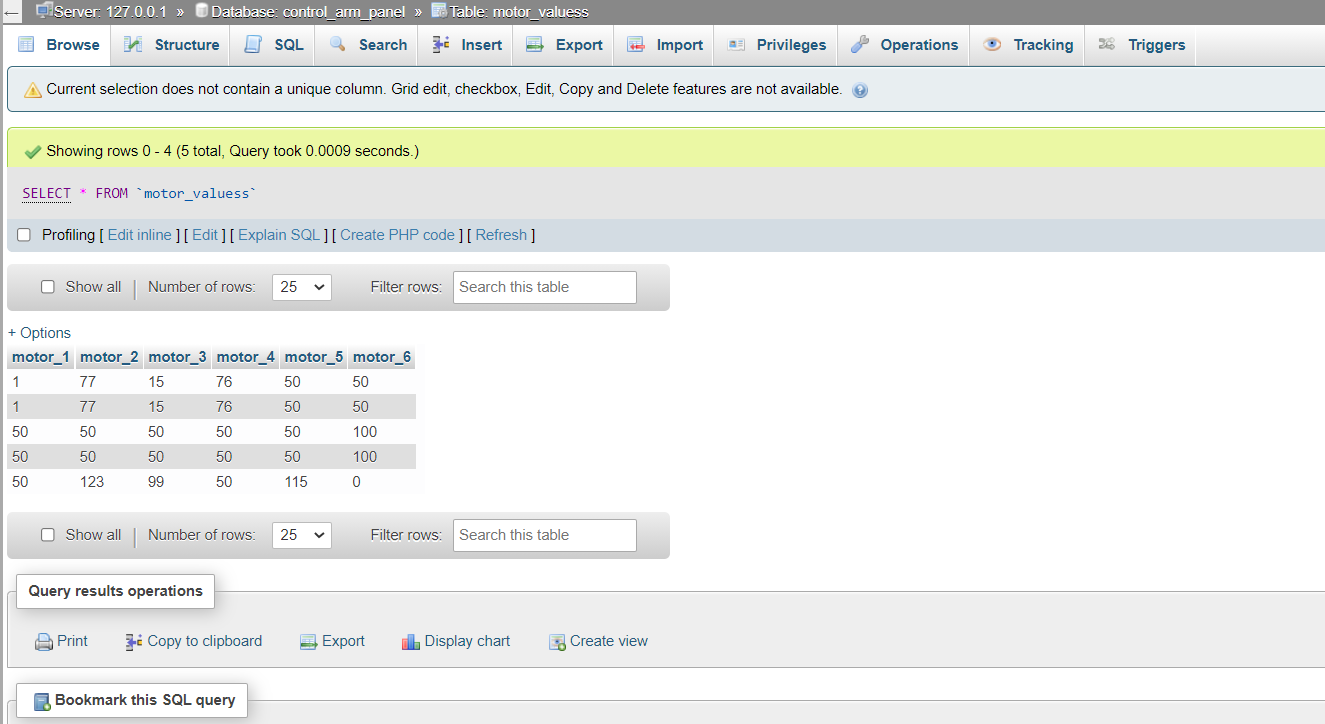 Server: 127.0.0.1 » Database: control_arm_panel » Table: motor_valuess
Browse Structure SQL Search Insert Export Import Privileges Operations Tracking Triggers
Current selection does not contain a unique column. Grid edit, checkbox, Edit, Copy and Delete features are not available.
Showing rows 0 - 4 (5 total, Query took 0.0009 seconds.)
SELECT * FROM `motor_valuess`
Profiling [ Edit inline ] [ Edit ] [ Explain SQL ] [ Create PHP code ] [ Refresh ]
Show all | Number of rows: 25 Filter rows: Search this table
+ Options
motor_1 motor_2 motor_3 motor_4 motor_5 motor_6
1 77 15 76 50 50
1 77 15 76 50 50
50 50 50 50 50 100
50 50 50 50 50 100
50 123 99 50 115 0
Show all | Number of rows: 25 Filter rows: Search this table
Query results operations
Print Copy to clipboard Export Display chart Create view
Bookmark this SQL query